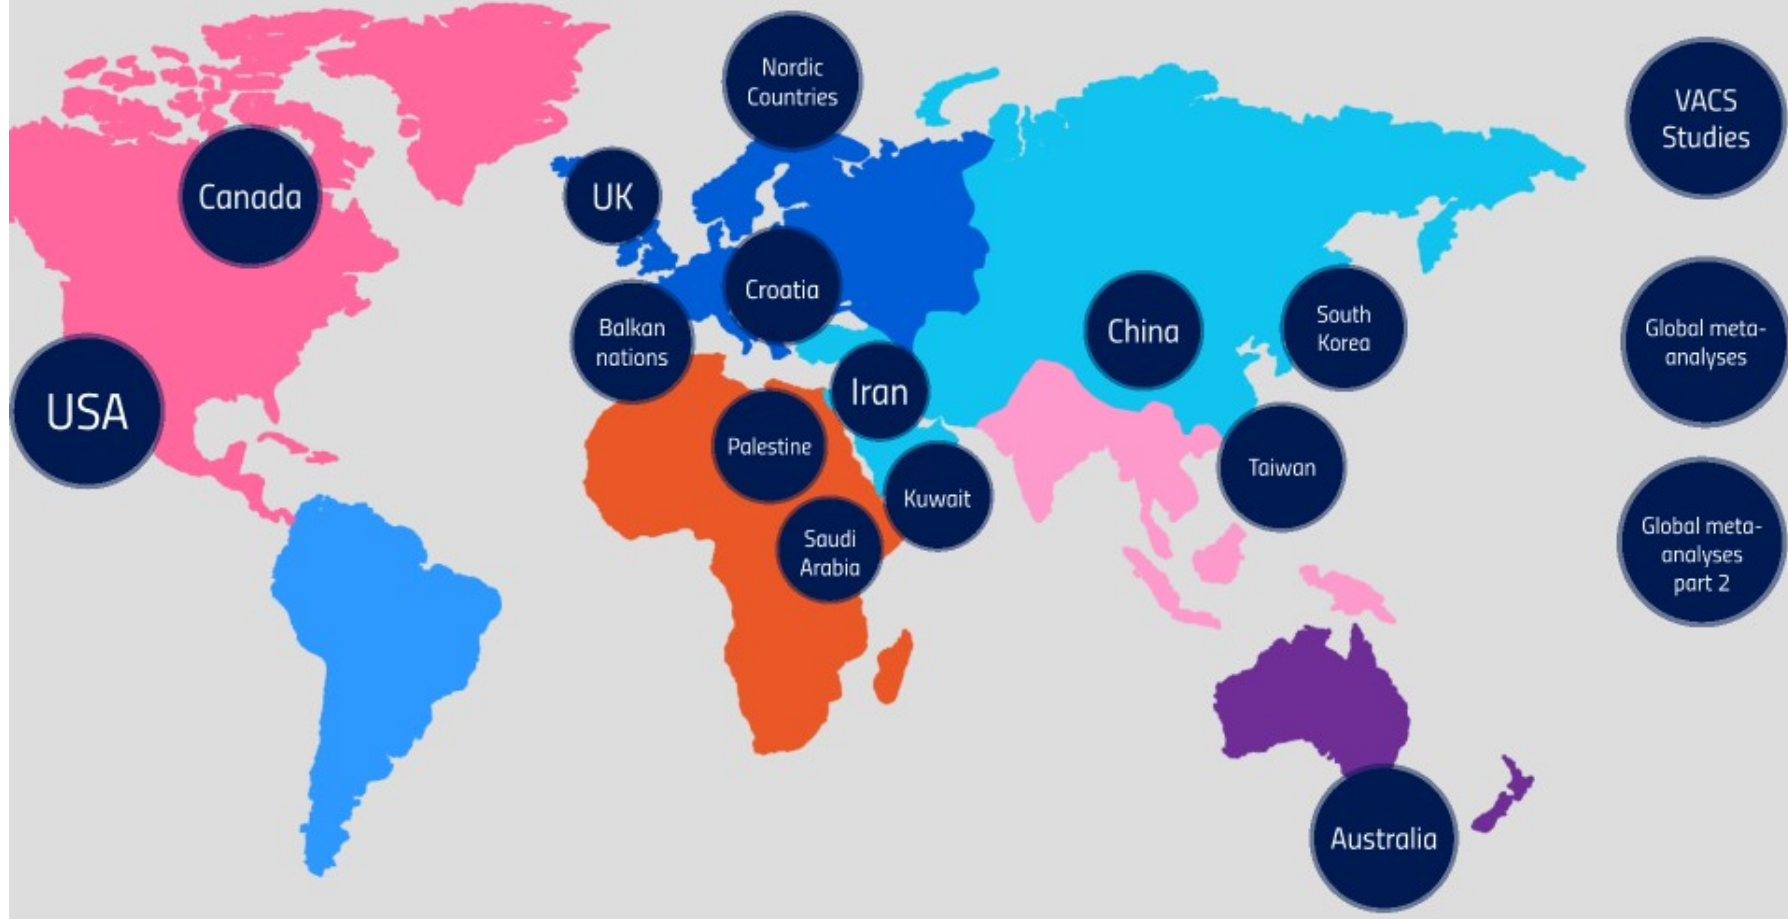 Nordic
Countries
VACS
Studies
Canada
UK
Croatia
Balkan
nations
China
South
Korea
Global meta-
analyses
USA
Iran
Palestine
Kuwait
Taiwan
Saudi
Arabia
Global meta-
analyses
part 2
Australia